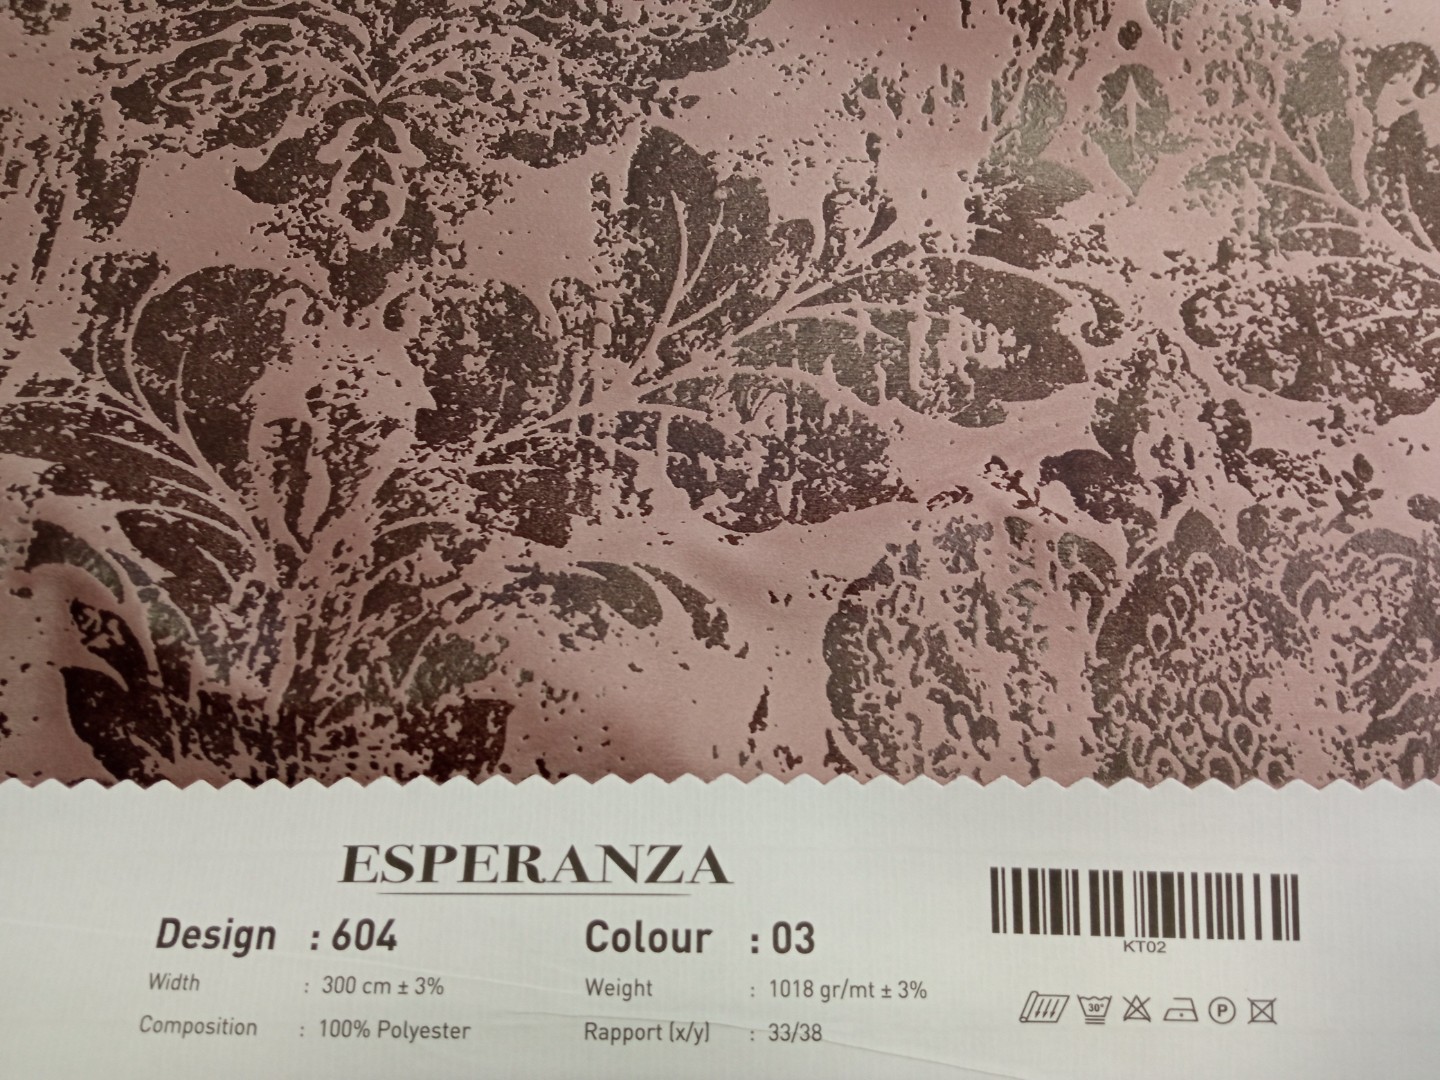 ESPERANZA
Design : 604 Colour : 03
KT02
Width : 300 cm ± 3% Weight : 1018 gr/mt ± 3%
30°
P
Composition : 100% Polyester Rapport (x/y) : 33/38